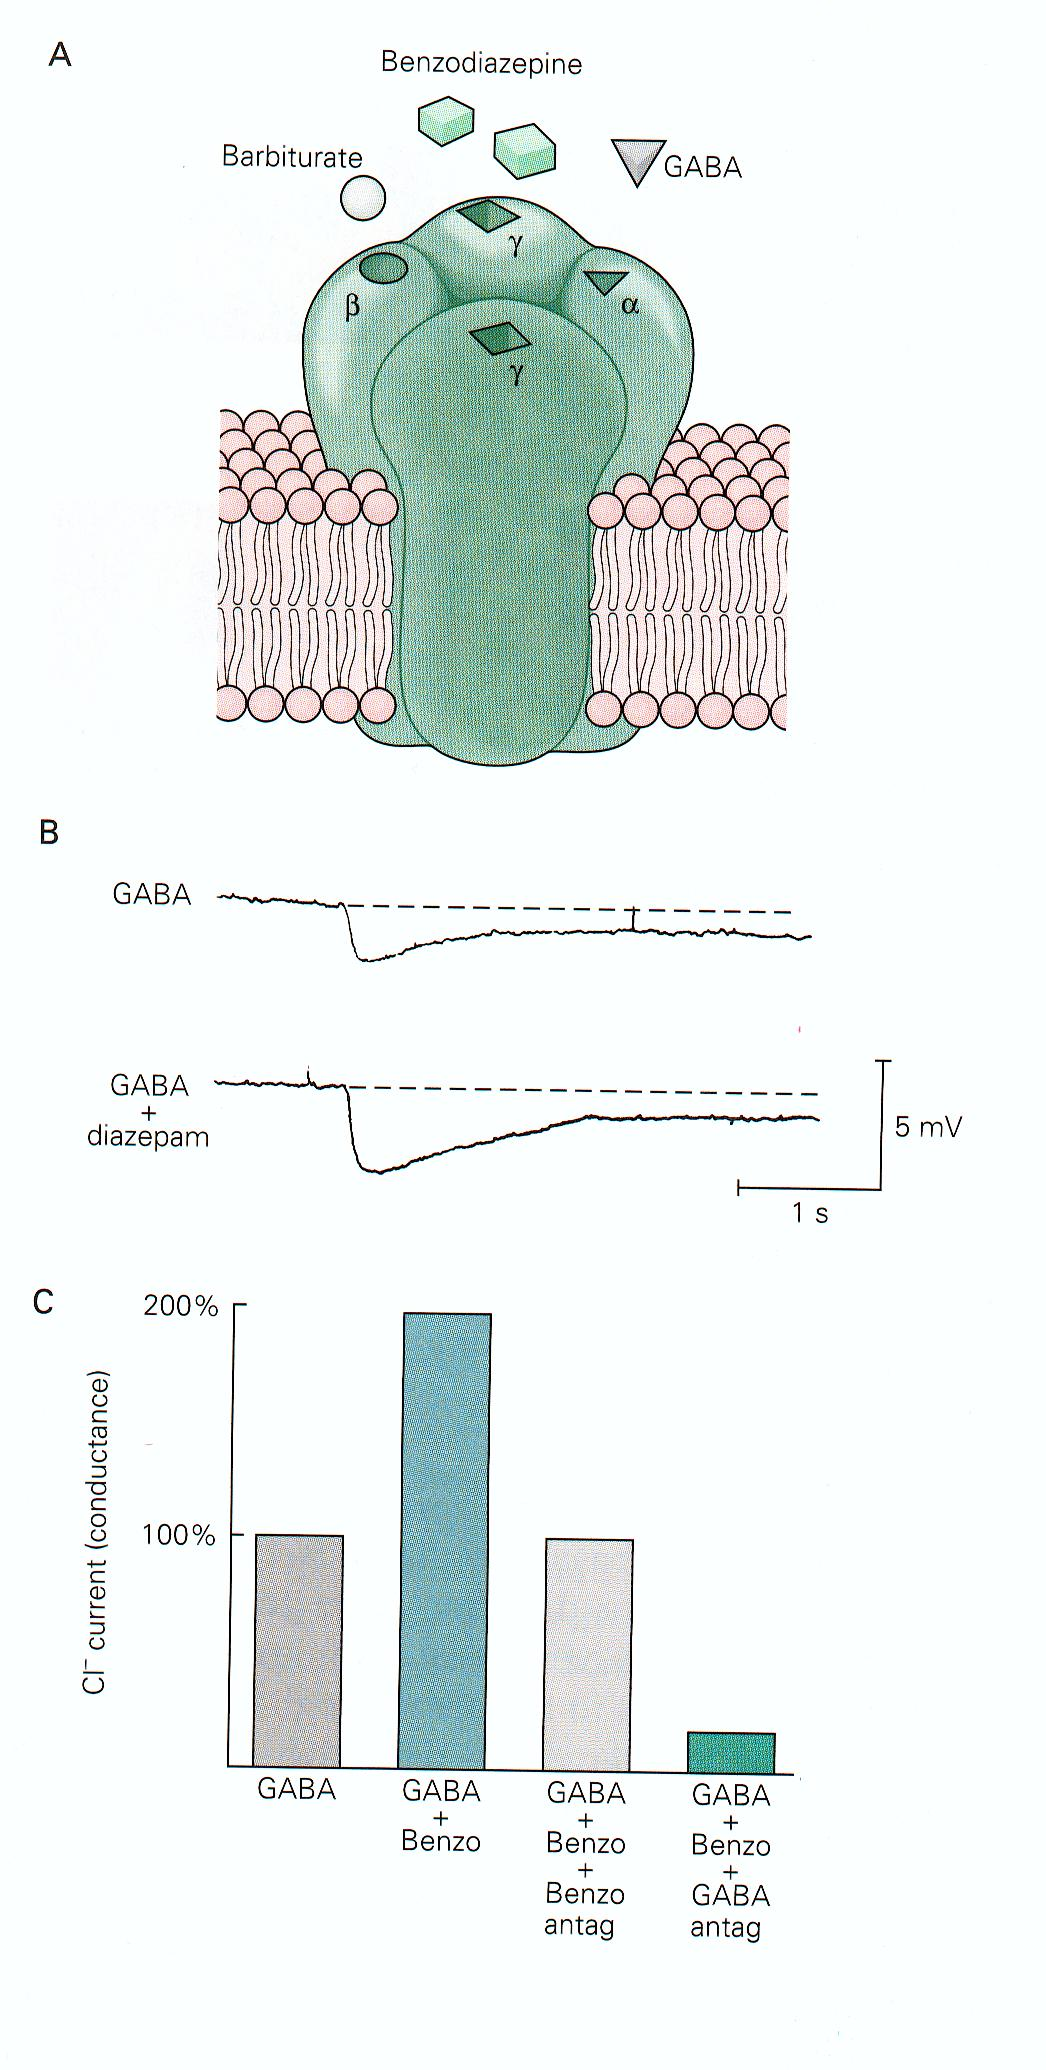 A
Benzodiazepine
Barbiturate
GABA
γ
β
α
γ
B
GABA
GABA
+
diazepam
5 mV
1 s
C
200%
100%
Cl⁻ current (conductance)
GABA
GABA
+
Benzo
GABA
+
Benzo
+
Benzo
antag
GABA
+
Benzo
+
GABA
antag